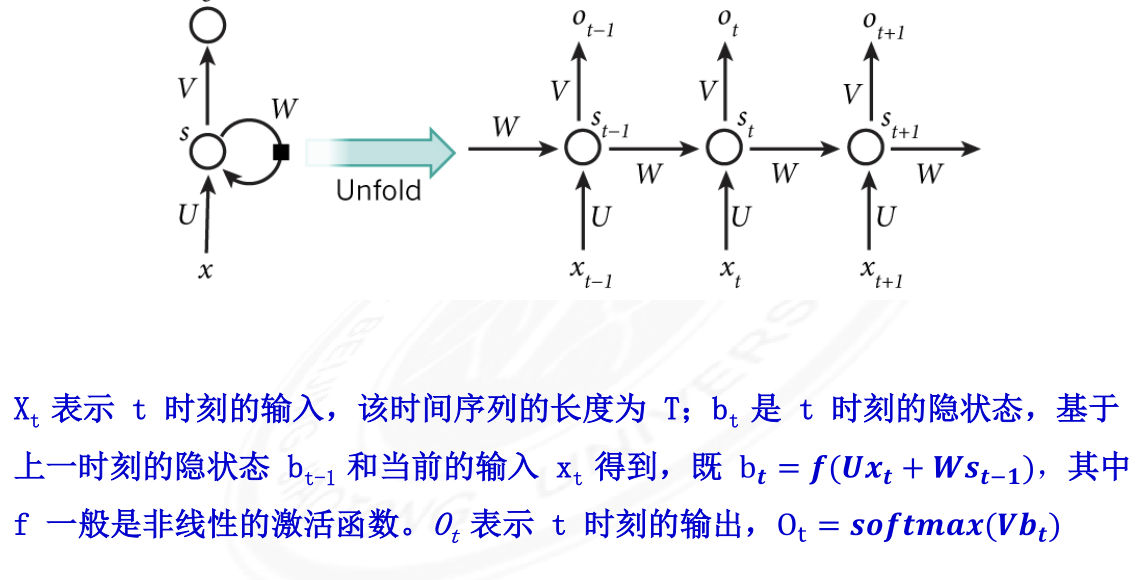 V
s
W
U
x
Unfold
o_{t-1} o_t o_{t+1}
V V V
W s_{t-1} s_t s_{t+1}
W W W
U U U
x_{t-1} x_t x_{t+1}
X_t 表示 t 时刻的输入，该时间序列的长度为 T；b_t 是 t 时刻的隐状态，基于
上一时刻的隐状态 b_{t-1} 和当前的输入 x_t 得到，既 b_t = f(Ux_t + Ws_{t-1})，其中
f 一般是非线性的激活函数。O_t 表示 t 时刻的输出，O_t = softmax(Vb_t)